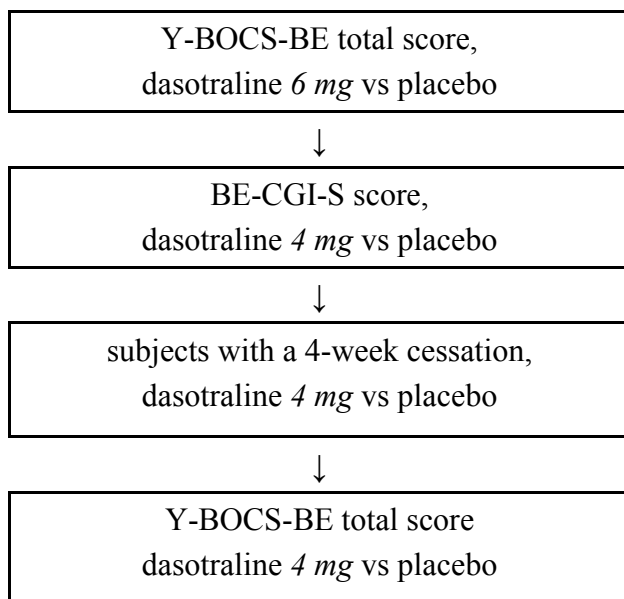 Y-BOCS-BE total score,
dasotraline 6 mg vs placebo
↓
BE-CGI-S score,
dasotraline 4 mg vs placebo
↓
subjects with a 4-week cessation,
dasotraline 4 mg vs placebo
↓
Y-BOCS-BE total score
dasotraline 4 mg vs placebo